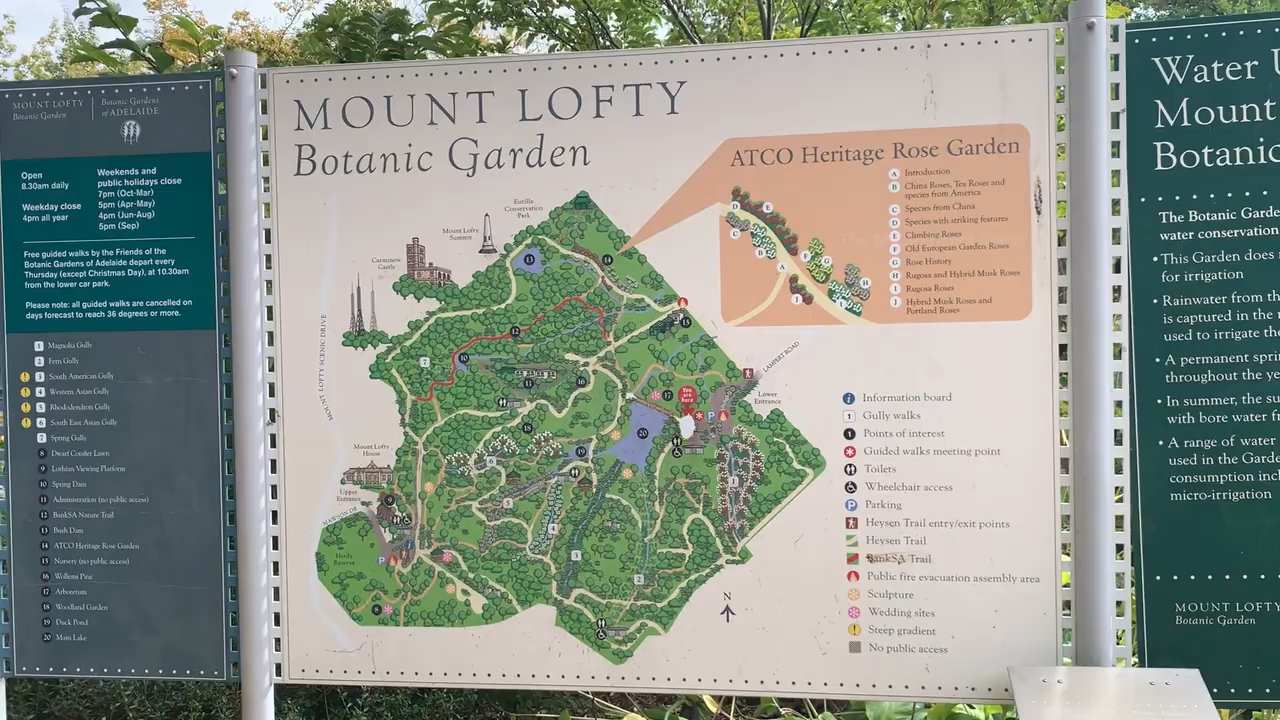 MOUNT LOFTY
Botanic Garden
Botanic Gardens
of ADELAIDE
Open
8.30am daily
Weekday close
4pm all year
Weekends and
public holidays close
7pm (Oct-Mar)
5pm (Apr-May)
4pm (Jun-Aug)
5pm (Sep)
Free guided walks by the Friends of the
Botanic Gardens of Adelaide depart every
Thursday (except Christmas Day), at 10.30am
from the lower car park.
Please note: all guided walks are cancelled on
days forecast to reach 36 degrees or more.
1 Magnolia Gully
2 Fern Gully
3 South American Gully
4 Western Asian Gully
5 Rhododendron Gully
6 South East Asian Gully
7 Spring Gully
8 Dwarf Conifer Lawn
9 Lothian Viewing Platform
10 Spring Dam
11 Administration (no public access)
12 BankSA Nature Trail
13 Bush Dam
14 ATCO Heritage Rose Garden
15 Nursery (no public access)
16 Wollemi Pine
17 Arboretum
18 Woodland Garden
19 Duck Pond
20 Main Lake
MOUNT LOFTY
Botanic Garden
ATCO Heritage Rose Garden
A Introduction
B China Roses, Tea Roses and
species from America
C Species from China
D Species with striking features
E Climbing Roses
F Old European Garden Roses
G Rose History
H Rugosa and Hybrid Musk Roses
I Rugosa Roses
J Hybrid Musk Roses and
Portland Roses
Eurilla
Conservation
Park
Mount Lofty
Summit
Carminow
Castle
MOUNT LOFTY SCENIC DRIVE
LAMPERT ROAD
Lower
Entrance
You
are
here
Mount Lofty
House
Upper
Entrance
MAWSON DR
Hards
Reserve
N
Information board
Gully walks
Points of interest
Guided walks meeting point
Toilets
Wheelchair access
Parking
Heysen Trail entry/exit points
Heysen Trail
BankSA Trail
Public fire evacuation assembly area
Sculpture
Wedding sites
Steep gradient
No public access
Water
Mount
Botanic
The Botanic Garde
water conservation
• This Garden does
for irrigation
• Rainwater from th
is captured in the
used to irrigate the
• A permanent spri
throughout the ye
• In summer, the su
with bore water f
• A range of water
used in the Garde
consumption incl
micro-irrigation
MOUNT LOFTY
Botanic Garden